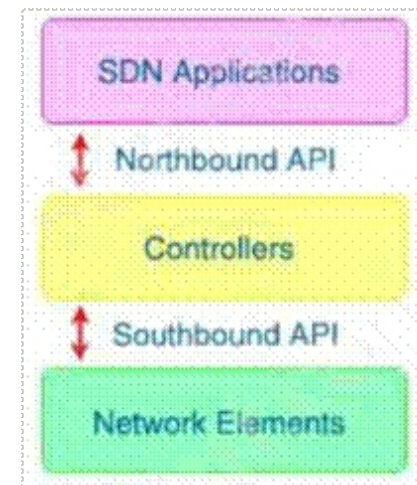 SDN Applications
Northbound API
Controllers
Southbound API
Network Elements